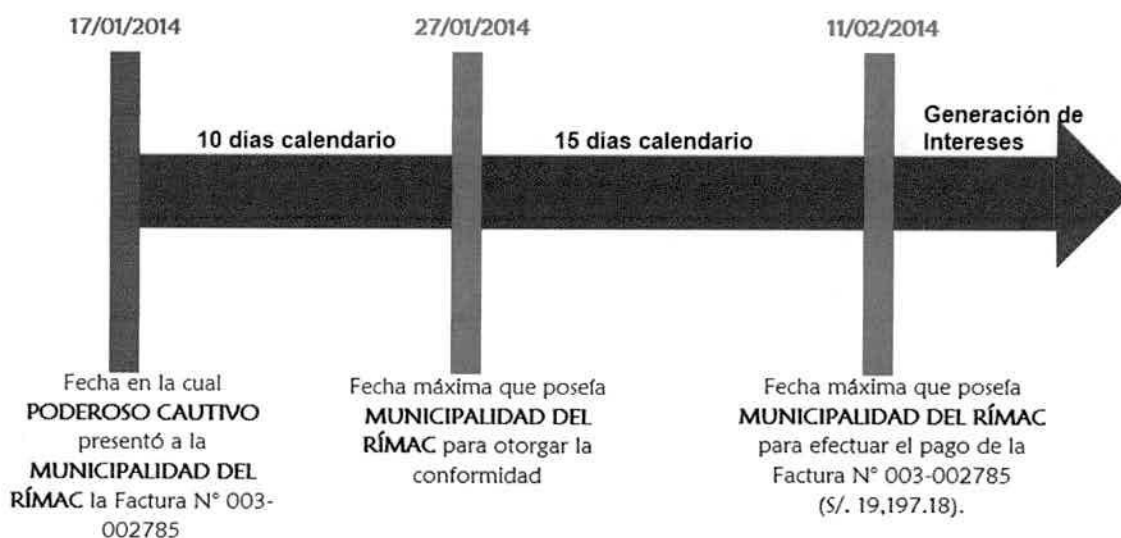 17/01/2014
27/01/2014
11/02/2014
10 días calendario
15 días calendario
Generación de
Intereses
Fecha en la cual
PODEROSO CAUTIVO
presentó a la
MUNICIPALIDAD DEL
RÍMAC la Factura N° 003-
002785
Fecha máxima que poseía
MUNICIPALIDAD DEL
RÍMAC para otorgar la
conformidad
Fecha máxima que poseía
MUNICIPALIDAD DEL RÍMAC
para efectuar el pago de la
Factura N° 003-002785
(S/. 19,197.18).